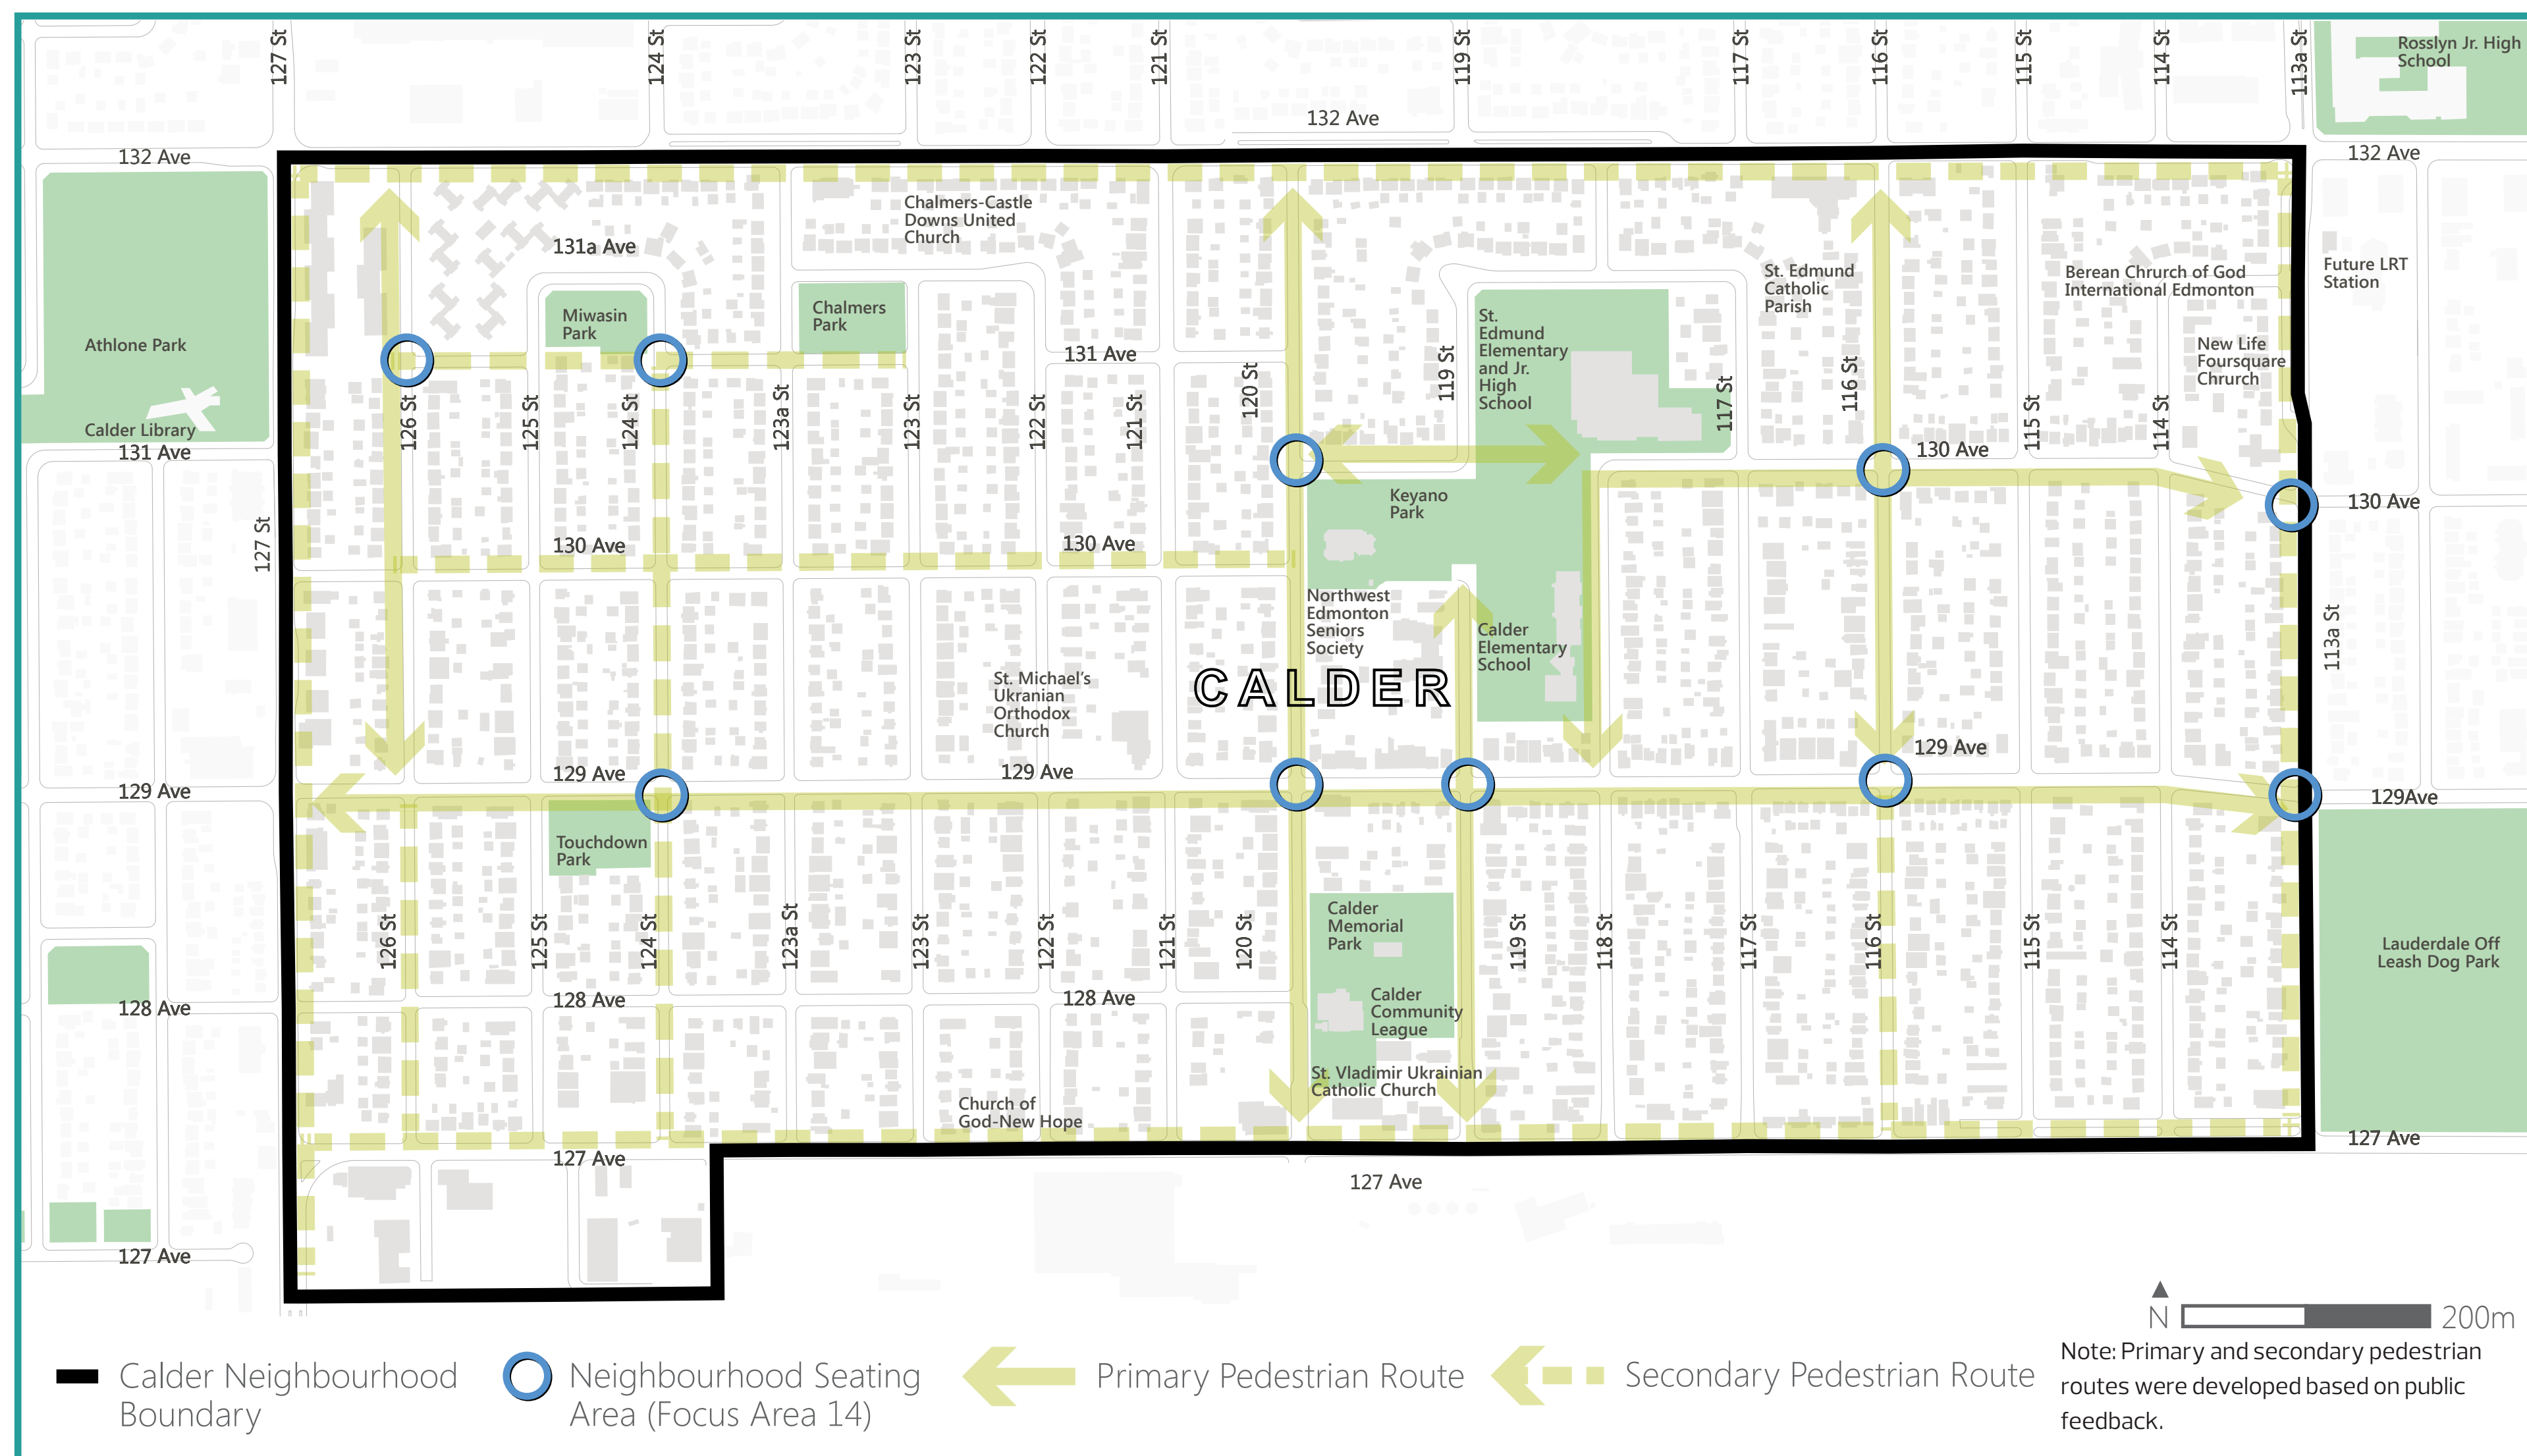 127 St
124 St
123 St
122 St
121 St
119 St
117 St
116 St
115 St
114 St
113a St
Rosslyn Jr. High
School
132 Ave
132 Ave
132 Ave
Chalmers-Castle
Downs United
Church
131a Ave
St. Edmund
Catholic
Parish
Berean Chruch of God
International Edmonton
Future LRT
Station
Miwasin
Park
Chalmers
Park
St.
Edmund
Elementary
and Jr.
High
School
Athlone Park
131 Ave
New Life
Foursquare
Chrurch
126 St
125 St
124 St
123a St
123 St
122 St
121 St
120 St
119 St
117 St
116 St
115 St
114 St
Calder Library
131 Ave
130 Ave
Keyano
Park
130 Ave
127 St
130 Ave
130 Ave
Northwest
Edmonton
Seniors
Society
Calder
Elementary
School
113a St
CALDER
St. Michael's
Ukranian
Orthodox
Church
129 Ave
129 Ave
129 Ave
129 Ave
129Ave
Touchdown
Park
126 St
125 St
124 St
123a St
123 St
122 St
121 St
120 St
Calder
Memorial
Park
119 St
118 St
117 St
116 St
115 St
114 St
Lauderdale Off
Leash Dog Park
128 Ave
128 Ave
128 Ave
Calder
Community
League
St. Vladimir Ukrainian
Catholic Church
Church of
God-New Hope
127 Ave
127 Ave
127 Ave
127 Ave
N
200m
Calder Neighbourhood
Boundary
Neighbourhood Seating
Area (Focus Area 14)
Primary Pedestrian Route
Secondary Pedestrian Route
Note: Primary and secondary pedestrian
routes were developed based on public
feedback.